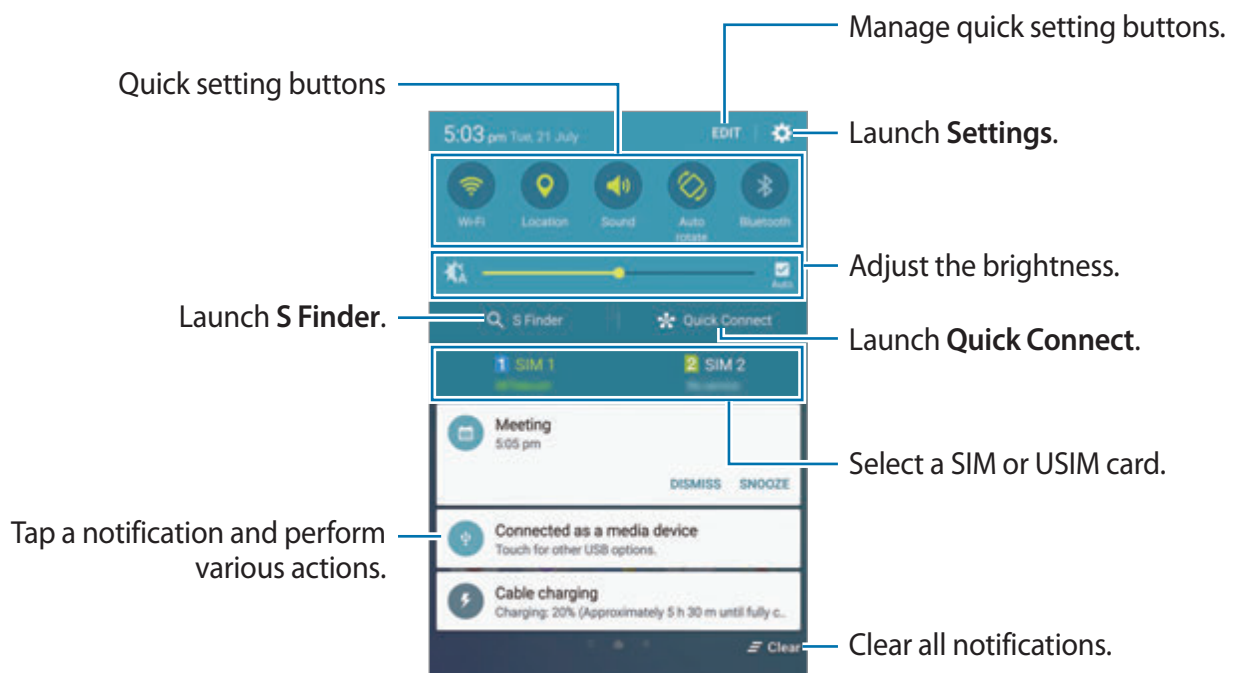 Manage quick setting buttons.
Quick setting buttons
5:03 pm Tue, 21 July
EDIT
Launch Settings.
Wi-Fi
Location
Sound
Auto rotate
Bluetooth
Auto
Adjust the brightness.
Launch S Finder.
S Finder
Quick Connect
Launch Quick Connect.
1 SIM 1
2 SIM 2
Meeting
5:05 pm
Select a SIM or USIM card.
DISMISS SNOOZE
Tap a notification and perform
various actions.
Connected as a media device
Touch for other USB options.
Cable charging
Charging: 20% (Approximately 5 h 30 m until fully c..
Clear
Clear all notifications.